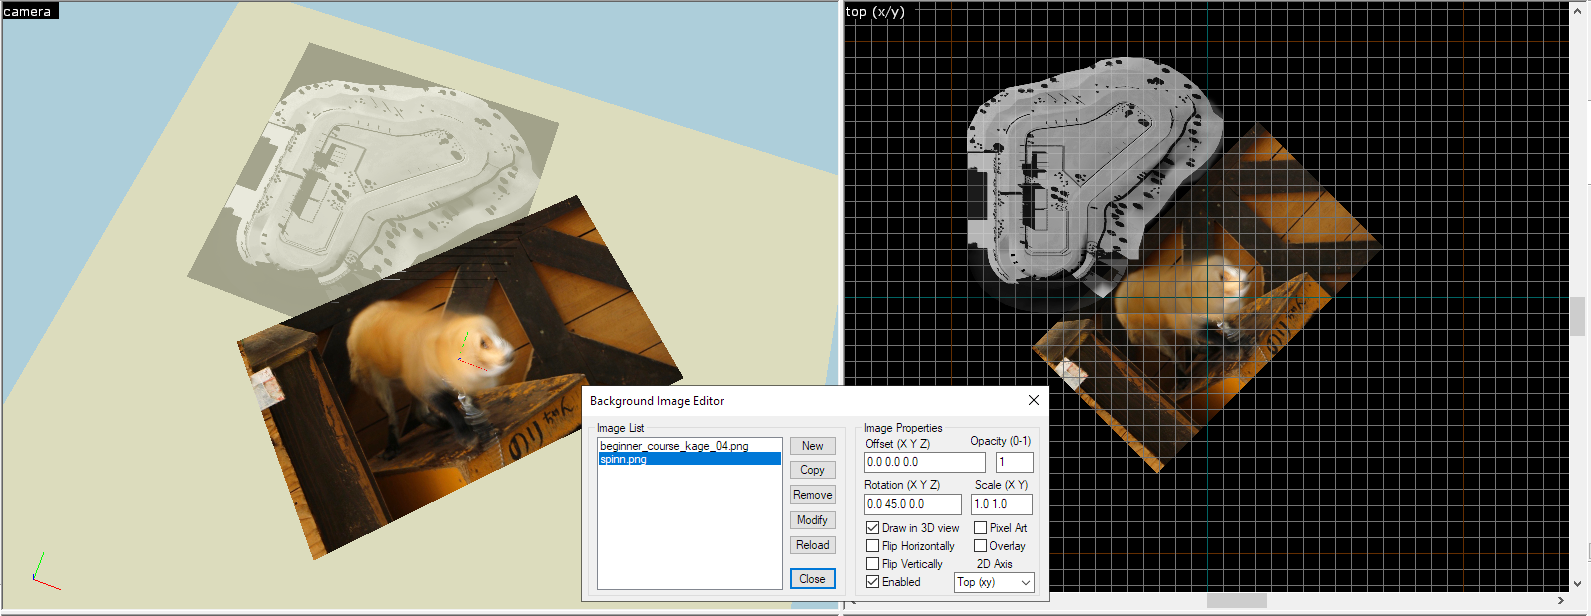 camera
top (x/y)
Background Image Editor
Image List
beginner_course_kage_04.png
spinn.png
New
Copy
Remove
Modify
Reload
Close
Image Properties
Offset (X Y Z)
Opacity (0-1)
0.0 0.0 0.0
1
Rotation (X Y Z)
Scale (X Y)
0.0 45.0 0.0
1.0 1.0
Draw in 3D view
Pixel Art
Flip Horizontally
Overlay
Flip Vertically
2D Axis
Enabled
Top (xy)